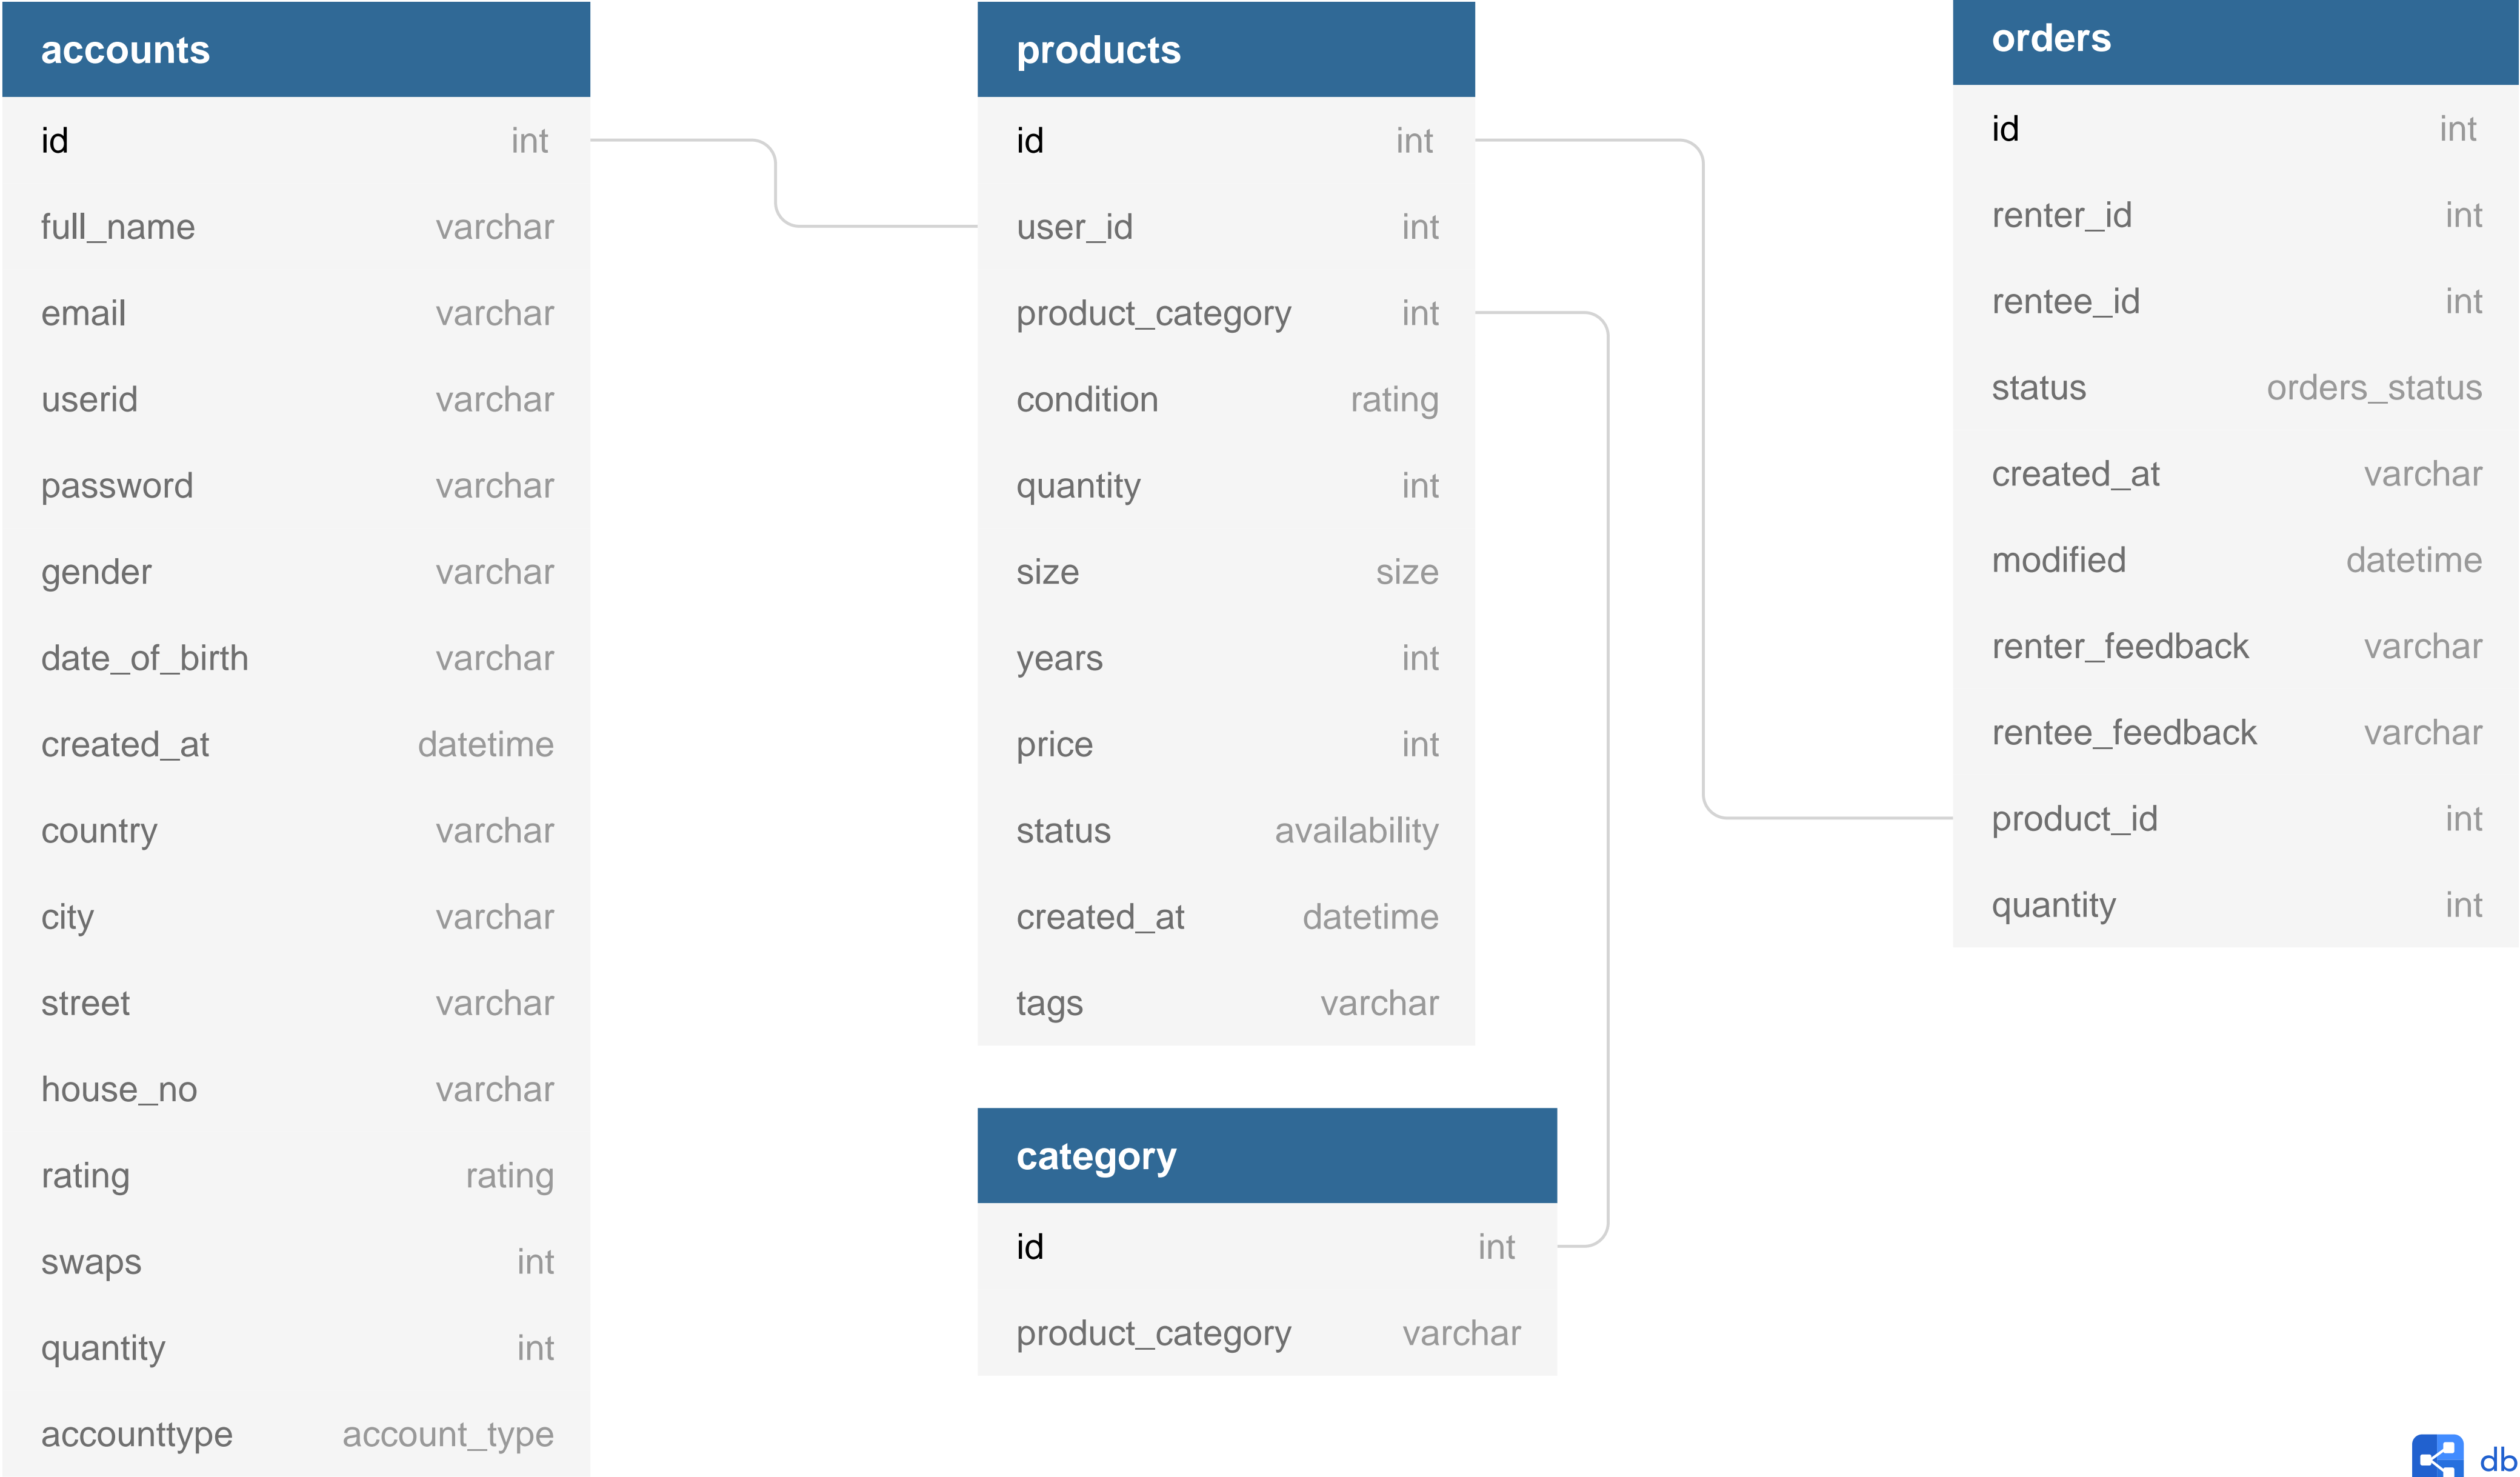 accounts
id int
full_name varchar
email varchar
userid varchar
password varchar
gender varchar
date_of_birth varchar
created_at datetime
country varchar
city varchar
street varchar
house_no varchar
rating rating
swaps int
quantity int
accounttype account_type
products
id int
user_id int
product_category int
condition rating
quantity int
size size
years int
price int
status availability
created_at datetime
tags varchar
category
id int
product_category varchar
orders
id int
renter_id int
rentee_id int
status orders_status
created_at varchar
modified datetime
renter_feedback varchar
rentee_feedback varchar
product_id int
quantity int
db